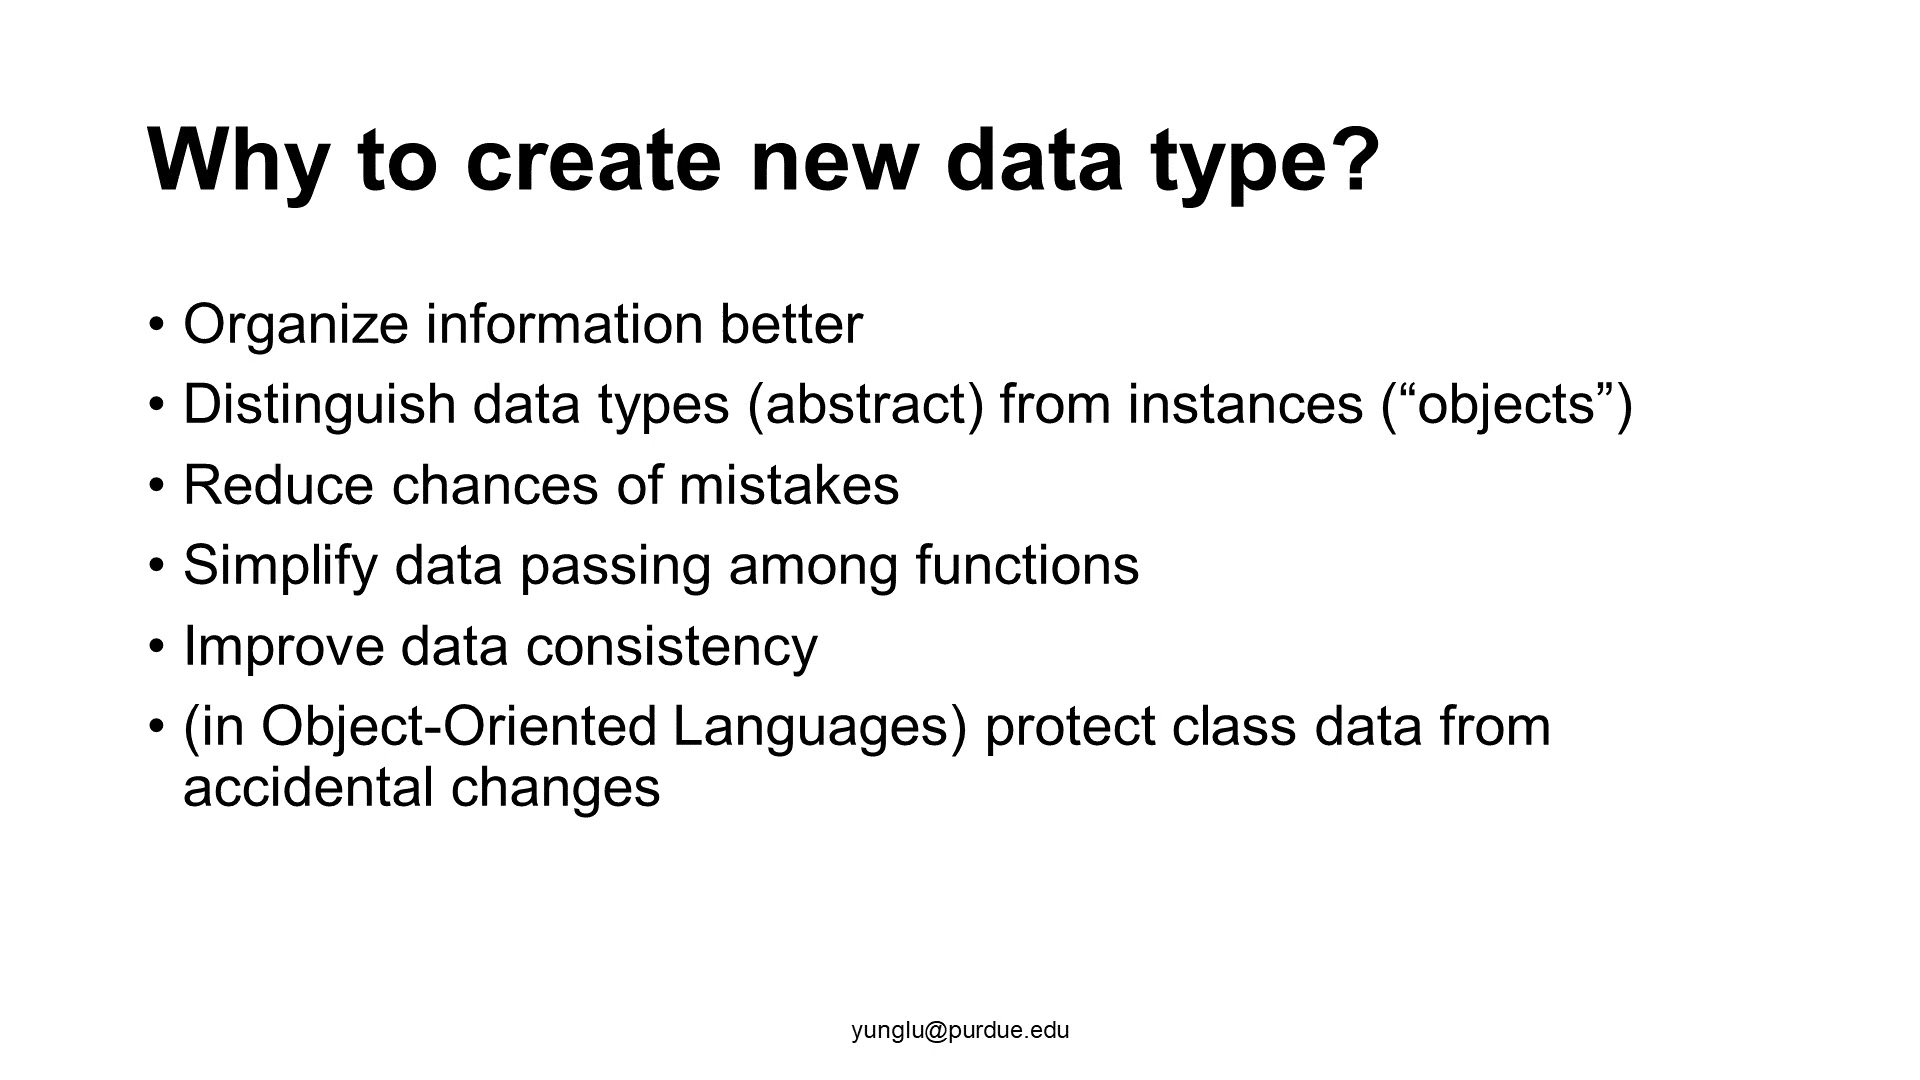 Why to create new data type?
• Organize information better
• Distinguish data types (abstract) from instances (“objects”)
• Reduce chances of mistakes
• Simplify data passing among functions
• Improve data consistency
• (in Object-Oriented Languages) protect class data from
accidental changes
yunglu@purdue.edu